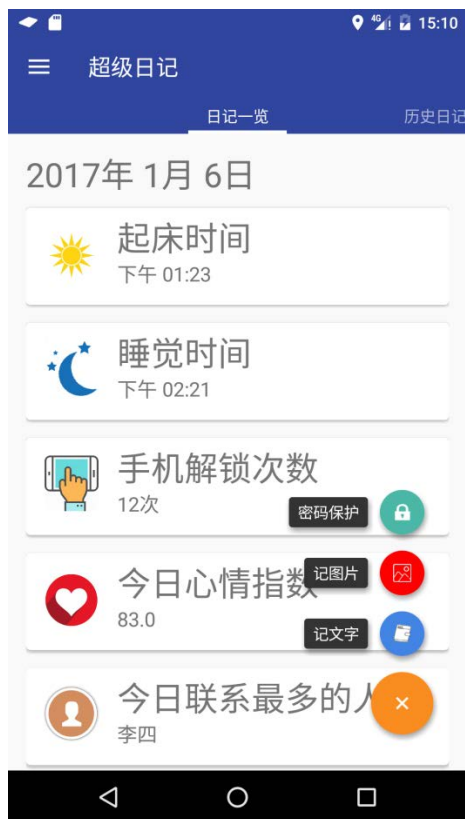 4G 15:10
超级日记
日记一览 历史日记
2017年 1月 6日
起床时间
下午 01:23
睡觉时间
下午 02:21
手机解锁次数
12次
密码保护
今日心情指数
记图片
83.0
记文字
今日联系最多的人
李四